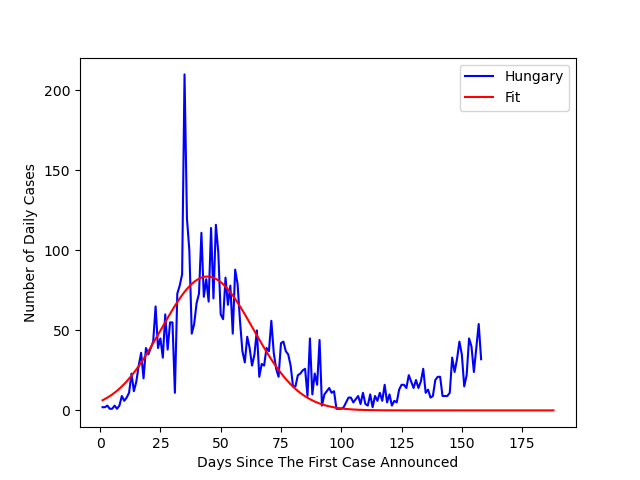 Hungary
Fit
Number of Daily Cases
200
150
100
50
0
0 25 50 75 100 125 150 175
Days Since The First Case Announced